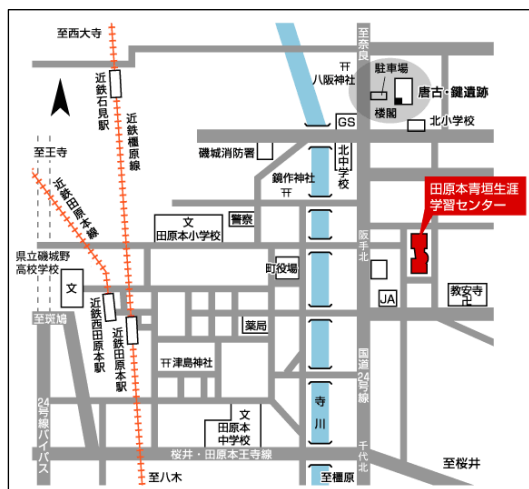 至西大寺
近鉄石見駅
近鉄橿原線
至奈良
八阪神社
駐車場
楼閣
唐古・鍵遺跡
GS
北小学校
北中学校
磯城消防署
至王寺
近鉄田原本線
鏡作神社
田原本青垣生涯
学習センター
文
田原本小学校
警察
阪手北
県立磯城野
高校学校
文
町役場
JA
教安寺
卍
至斑鳩
近鉄西田原本駅
近鉄田原本駅
薬局
津島神社
国道24号線
24号線バイパス
文
田原本
中学校
寺川
桜井・田原本王寺線
千代北
至八木
至橿原
至桜井